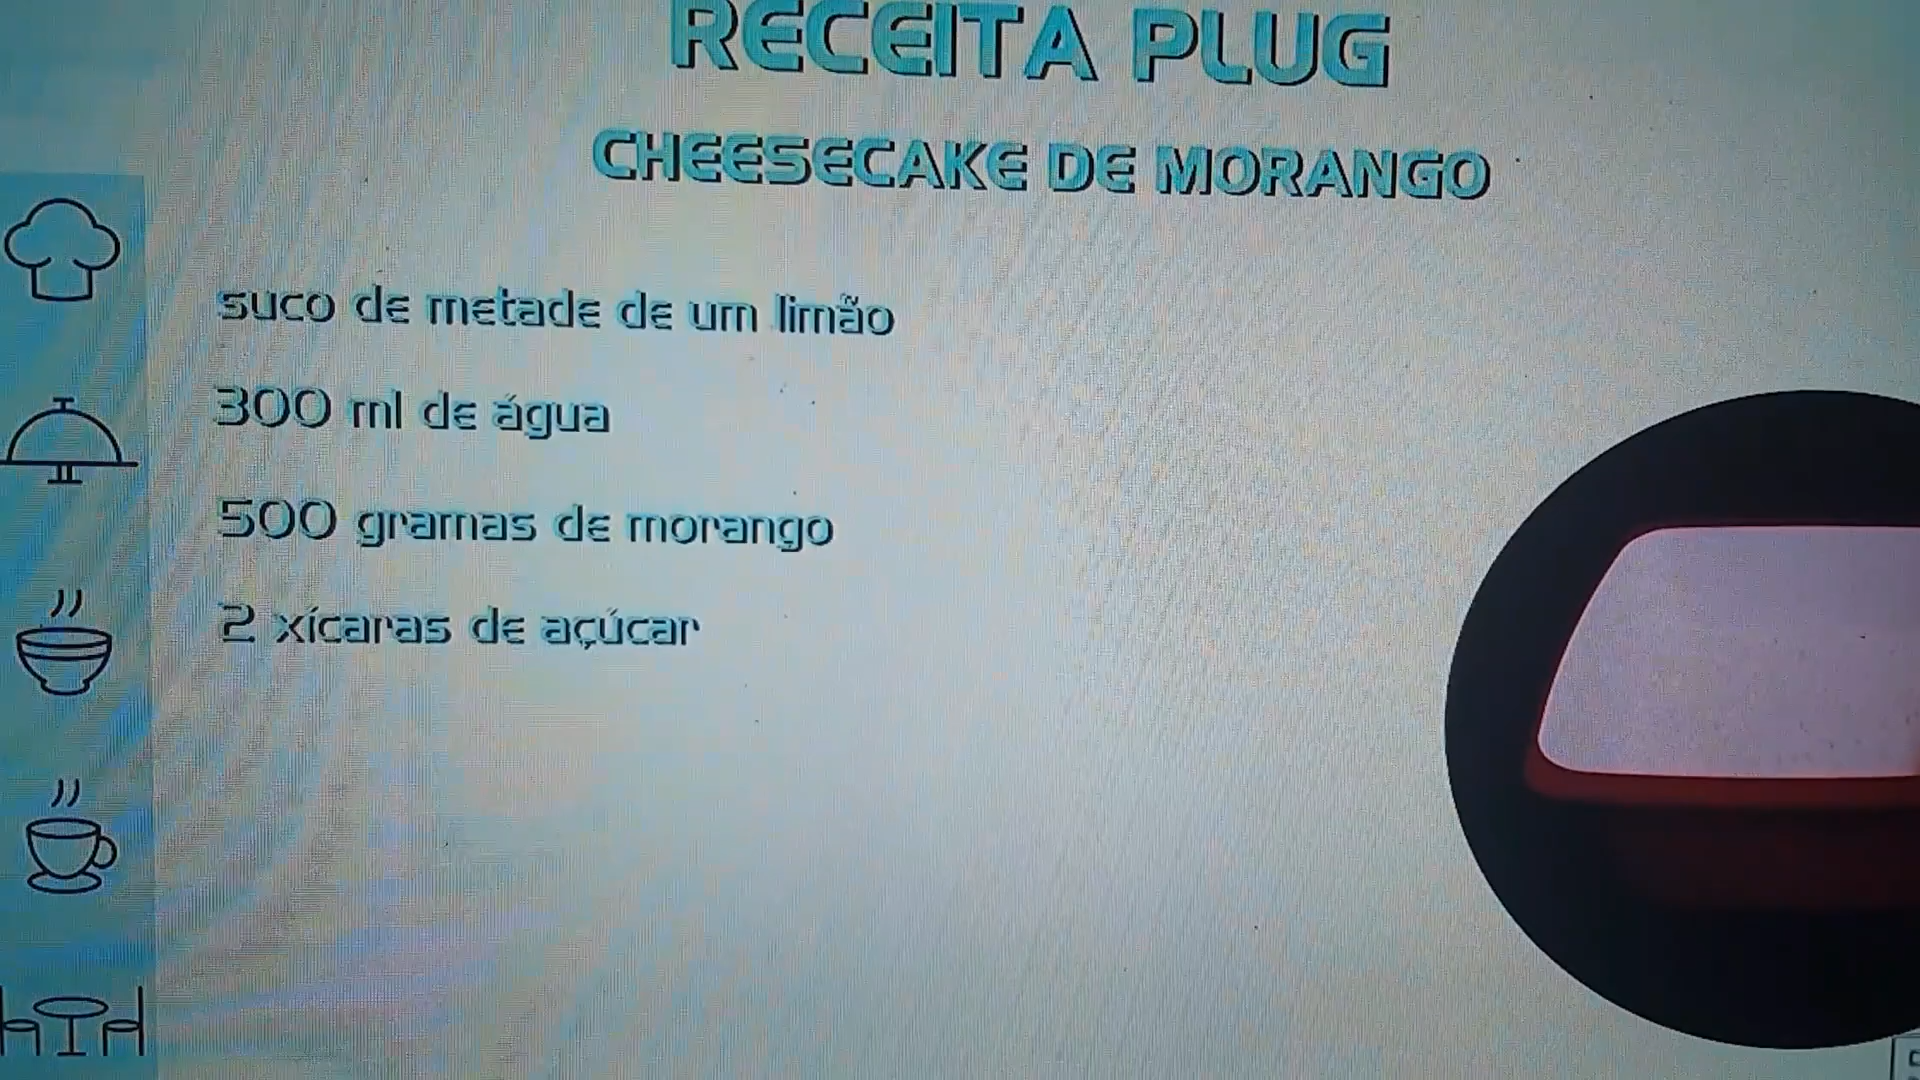 RECEITA PLUG
CHEESECAKE DE MORANGO
suco de metade de um limão
300 ml de água
500 gramas de morango
2 xícaras de açúcar